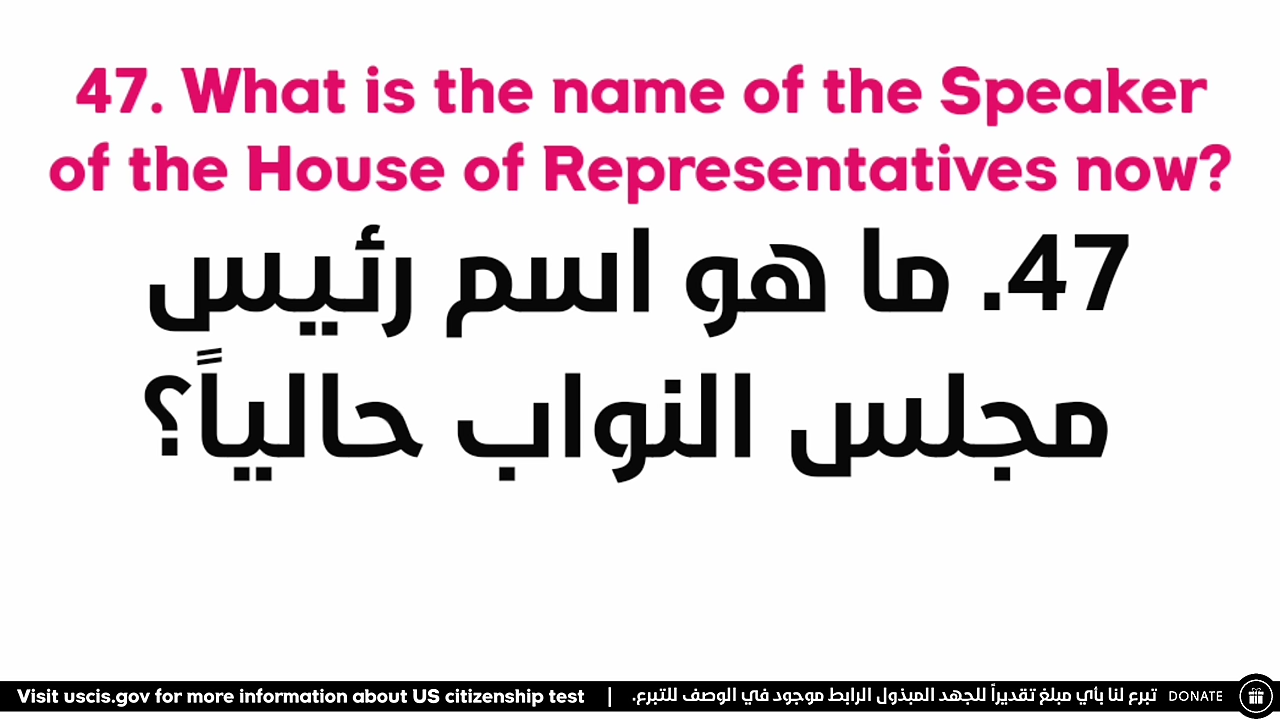 47. What is the name of the Speaker
of the House of Representatives now?
47. ما هو اسم رئيس
مجلس النواب حالياً؟
Visit uscis.gov for more information about US citizenship test | تبرع لنا بأي مبلغ تقديراً للجهد المبذول الرابط موجود في الوصف للتبرع. DONATE